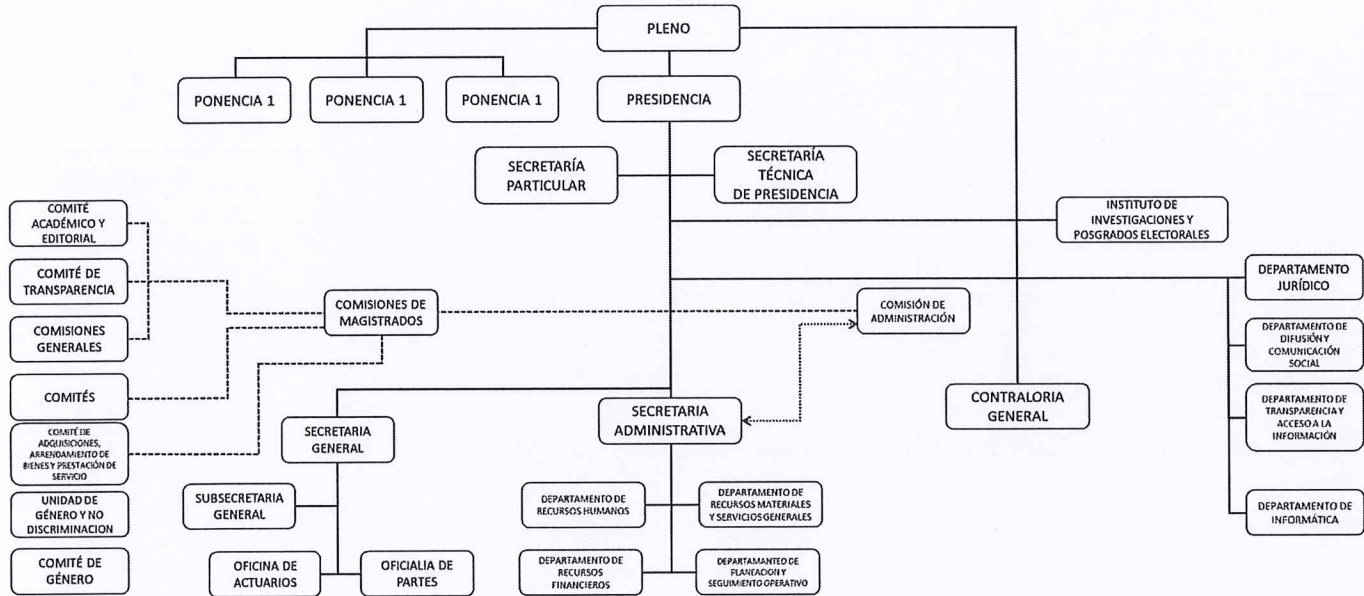 PLENO
PONENCIA 1
PONENCIA 1
PONENCIA 1
PRESIDENCIA
SECRETARÍA
PARTICULAR
SECRETARÍA
TÉCNICA
DE PRESIDENCIA
INSTITUTO DE
INVESTIGACIONES Y
POSGRADOS ELECTORALES
COMITÉ
ACADÉMICO Y
EDITORIAL
COMITÉ DE
TRANSPARENCIA
COMISIONES
GENERALES
COMITÉS
COMITÉ DE
ADQUISICIONES,
ARRENDAMIENTO DE
BIENES Y PRESTACIÓN DE
SERVICIO
UNIDAD DE
GÉNERO Y NO
DISCRIMINACION
COMITÉ DE
GÉNERO
COMISIONES DE
MAGISTRADOS
COMISIÓN DE
ADMINISTRACIÓN
DEPARTAMENTO
JURÍDICO
DEPARTAMENTO DE
DIFUSIÓN Y
COMUNICACIÓN
SOCIAL
DEPARTAMENTO DE
TRANSPARENCIA Y
ACCESO A LA
INFORMACIÓN
DEPARTAMENTO DE
INFORMÁTICA
SECRETARIA
GENERAL
SECRETARIA
ADMINISTRATIVA
CONTRALORIA
GENERAL
SUBSECRETARIA
GENERAL
OFICINA DE
ACTUARIOS
OFICIALIA DE
PARTES
DEPARTAMENTO DE
RECURSOS HUMANOS
DEPARTAMENTO DE
RECURSOS MATERIALES
Y SERVICIOS GENERALES
DEPARTAMENTO DE
RECURSOS
FINANCIEROS
DEPARTAMANTEO DE
PLANEACION Y
SEGUIMIENTO OPERATIVO